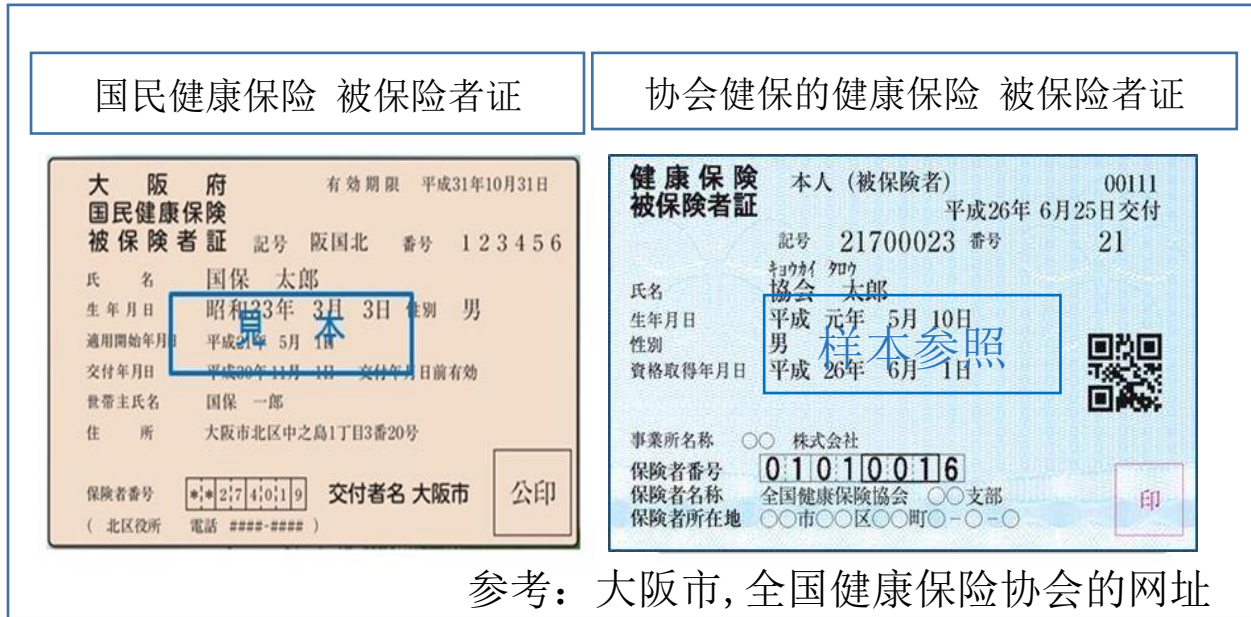 国民健康保险 被保险者证
协会健保的健康保险 被保险者证
大阪府 有効期限 平成31年10月31日
国民健康保険
被保険者証 記号 阪国北 番号 123456
氏名 国保 太郎
生年月日 昭和33年 3月 3日 性別 男
見本
適用開始年月日 平成21年 5月 1日
交付年月日 平成30年11月 1日 交付年月日前有効
世帯主氏名 国保 一郎
住所 大阪市北区中之島1丁目3番20号
保険者番号 **274019 交付者名 大阪市 公印
( 北区役所 電話 ####-#### )
健康保険 本人 (被保険者) 00111
被保険者証 平成26年 6月25日交付
記号 21700023 番号 21
キョウカイ タロウ
氏名 協会 太郎
生年月日 平成 元年 5月 10日
性別 男
样本参照
資格取得年月日 平成 26年 6月 1日
事業所名称 ○○ 株式会社
保険者番号 01010016
保険者名称 全国健康保険協会 ○○支部
保険者所在地 ○○市○○区○○町○-○-○
印
参考：大阪市,全国健康保险协会的网址